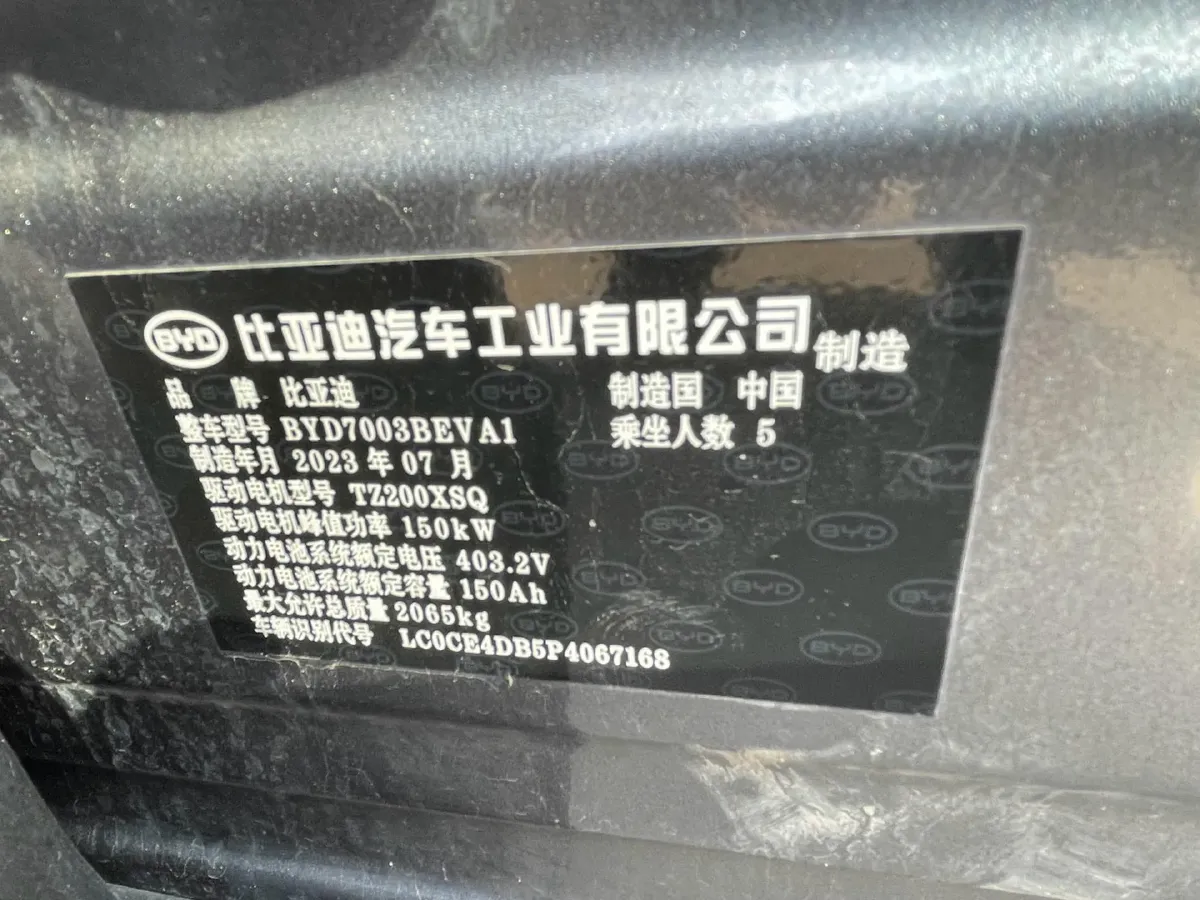 BYD 比亚迪汽车工业有限公司 制造
品 牌 比亚迪 制造国 中国
整车型号 BYD7003BEVA1 乘坐人数 5
制造年月 2023 年 07 月
驱动电机型号 TZ200XSQ
驱动电机峰值功率 150kW
动力电池系统额定电压 403.2V
动力电池系统额定容量 150Ah
最大允许总质量 2065kg
车辆识别代号 LC0CE4DB5P4067168